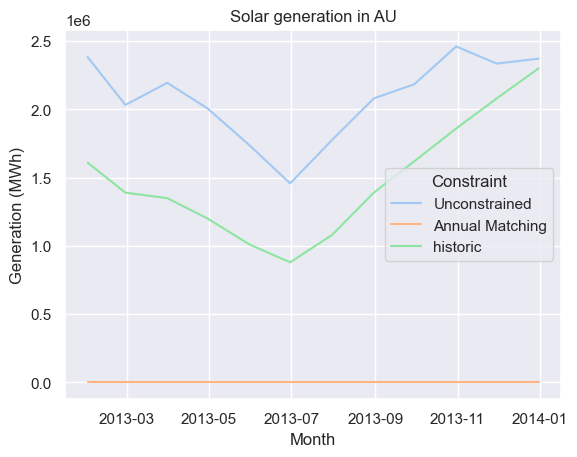 Solar generation in AU
1e6
2.5
2.0
1.5
1.0
0.5
0.0
Generation (MWh)
Constraint
Unconstrained
Annual Matching
historic
2013-03 2013-05 2013-07 2013-09 2013-11 2014-01
Month